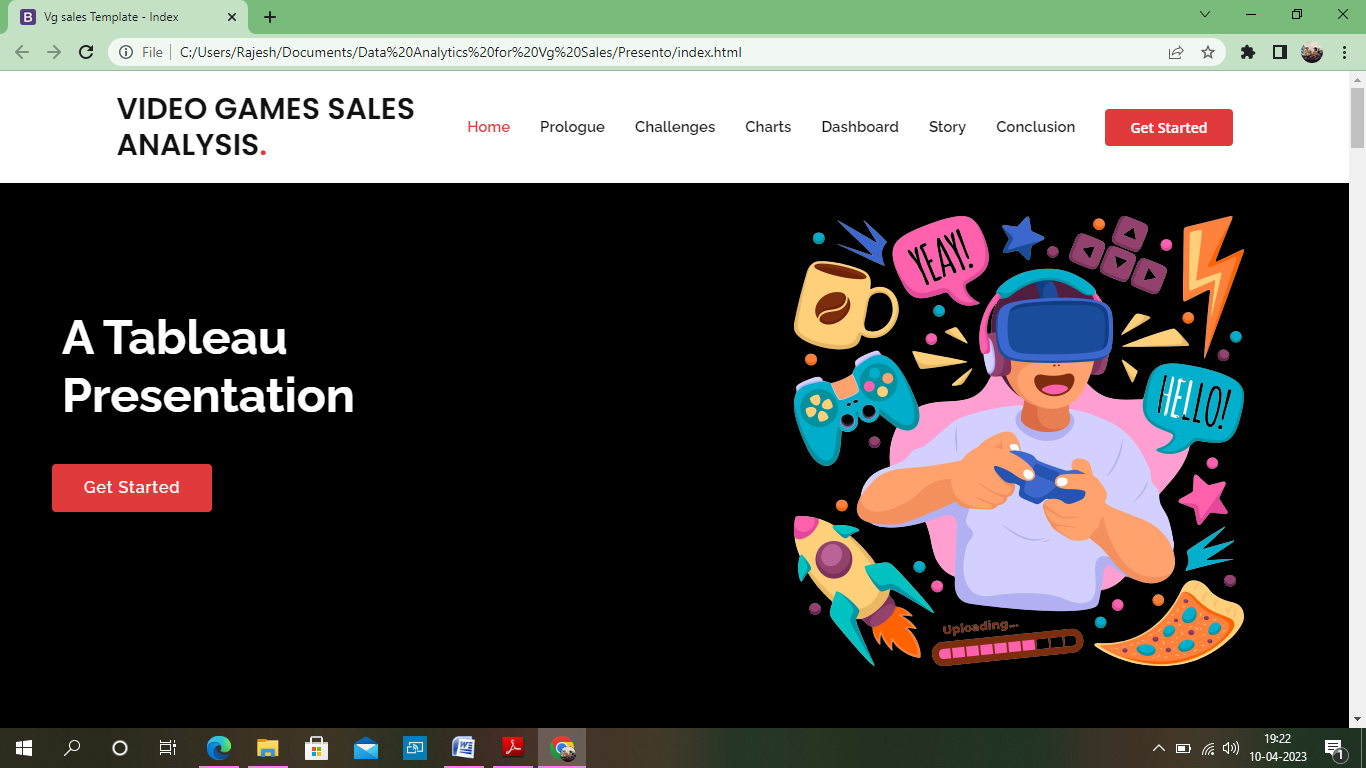 Vg sales Template - Index
File
C:/Users/Rajesh/Documents/Data%20Analytics%20for%20Vg%20Sales/Presento/index.html
VIDEO GAMES SALES
ANALYSIS.
Home Prologue Challenges Charts Dashboard Story Conclusion Get Started
YEAY!
A Tableau
Presentation
HELLO!
Get Started
Uploading...
19:22
10-04-2023
1